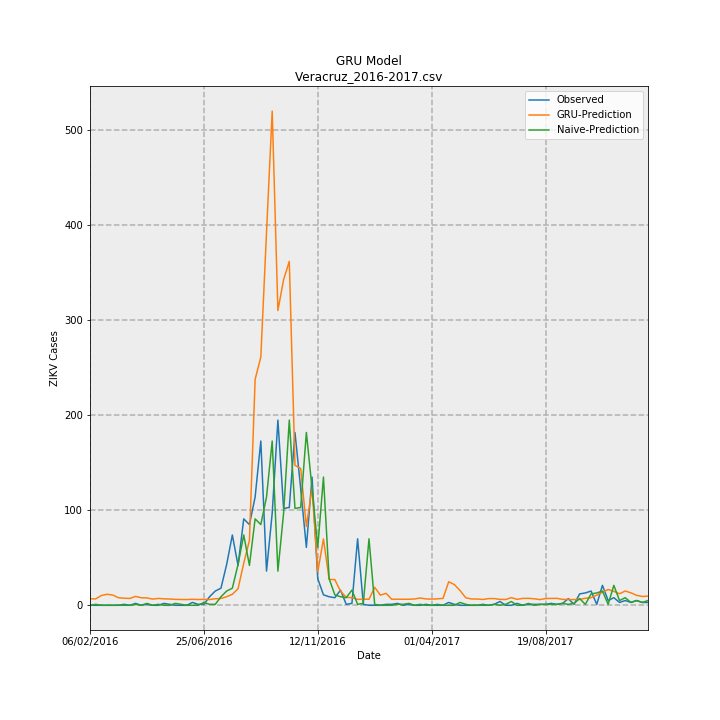 GRU Model
Veracruz_2016-2017.csv
Observed
GRU-Prediction
Naive-Prediction
500
400
300
200
100
0
ZIKV Cases
06/02/2016
25/06/2016
12/11/2016
01/04/2017
19/08/2017
Date